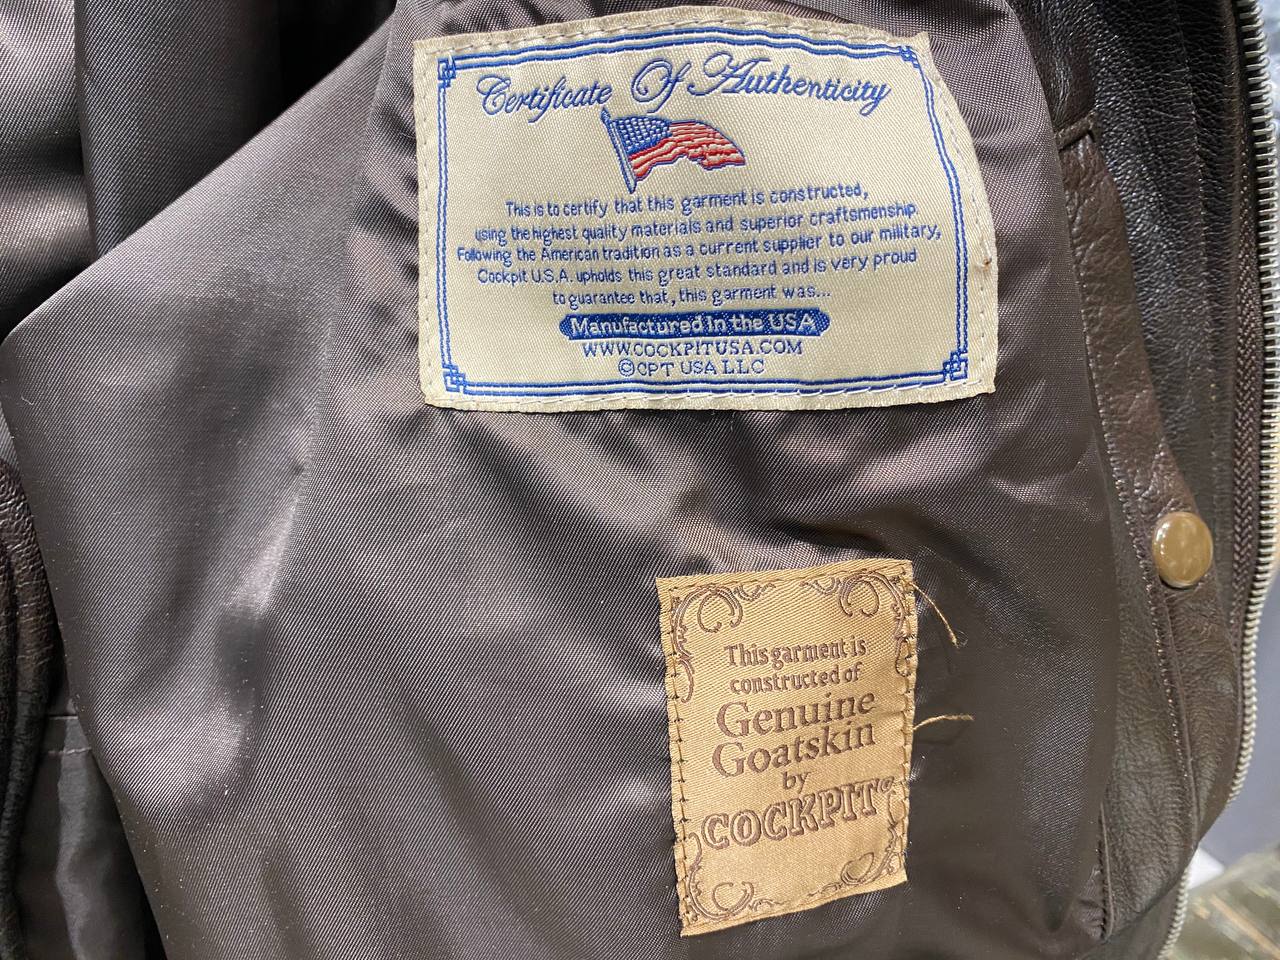 Certificate Of Authenticity
This is to certify that this garment is constructed,
using the highest quality materials and superior craftsmenship.
Following the American tradition as a current supplier to our military,
Cockpit U.S.A. upholds this great standard and is very proud
to guarantee that, this garment was...
Manufactured In the USA
WWW.COCKPITUSA.COM
©CPT USA LLC
This garment is
constructed of
Genuine
Goatskin
by
COCKPIT®